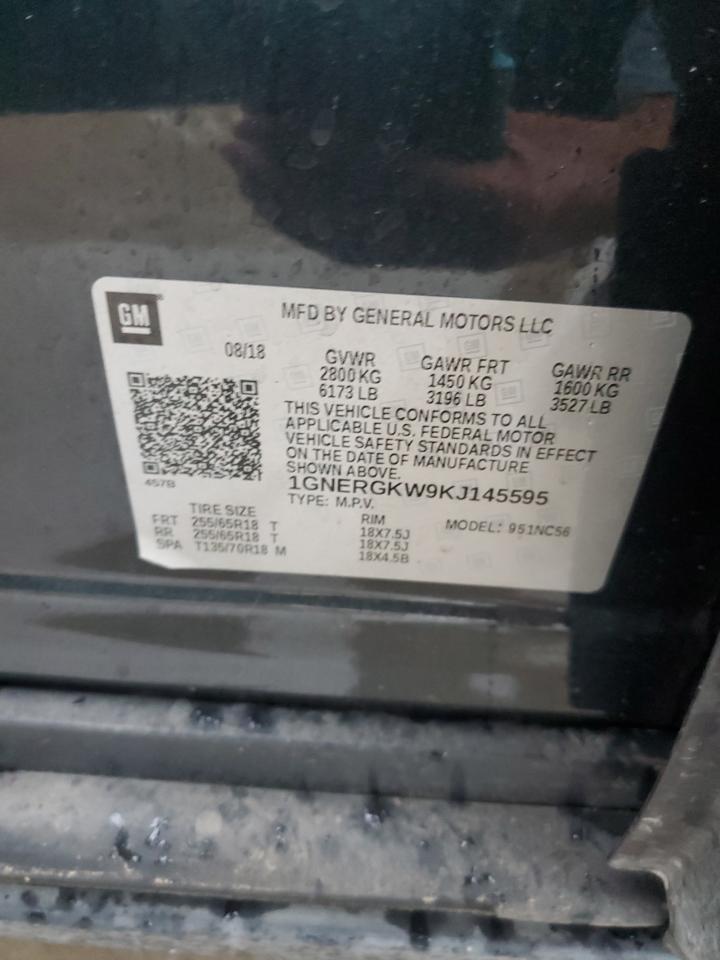 GM
MFD BY GENERAL MOTORS LLC
08/18
GVWR GAWR FRT GAWR RR
2800 KG 1450 KG 1600 KG
6173 LB 3196 LB 3527 LB
THIS VEHICLE CONFORMS TO ALL
APPLICABLE U.S. FEDERAL MOTOR
VEHICLE SAFETY STANDARDS IN EFFECT
ON THE DATE OF MANUFACTURE
SHOWN ABOVE.
457B
1GNERGKW9KJ145595
TYPE: M.P.V.
TIRE SIZE RIM MODEL: 951NC56
FRT 255/65R18 T 18X7.5J
RR 255/65R18 T 18X7.5J
SPA T135/70R18 M 18X4.5B